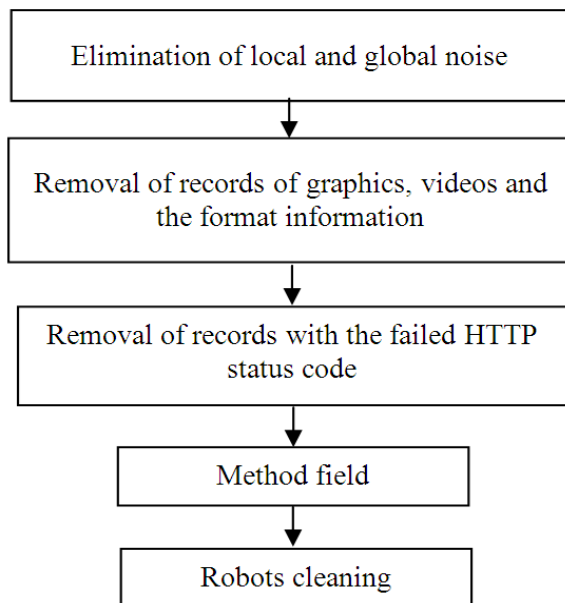 Elimination of local and global noise
Removal of records of graphics, videos and
the format information
Removal of records with the failed HTTP
status code
Method field
Robots cleaning